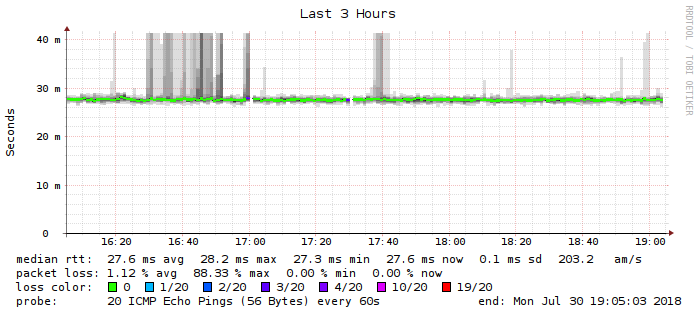 Last 3 Hours
RRDTOOL / TOBI OETIKER
Seconds
40 m
30 m
20 m
10 m
0
16:20 16:40 17:00 17:20 17:40 18:00 18:20 18:40 19:00
median rtt: 27.6 ms avg 28.2 ms max 27.3 ms min 27.6 ms now 0.1 ms sd 203.2 am/s
packet loss: 1.12 % avg 88.33 % max 0.00 % min 0.00 % now
loss color: 0 1/20 2/20 3/20 4/20 10/20 19/20
probe: 20 ICMP Echo Pings (56 Bytes) every 60s end: Mon Jul 30 19:05:03 2018